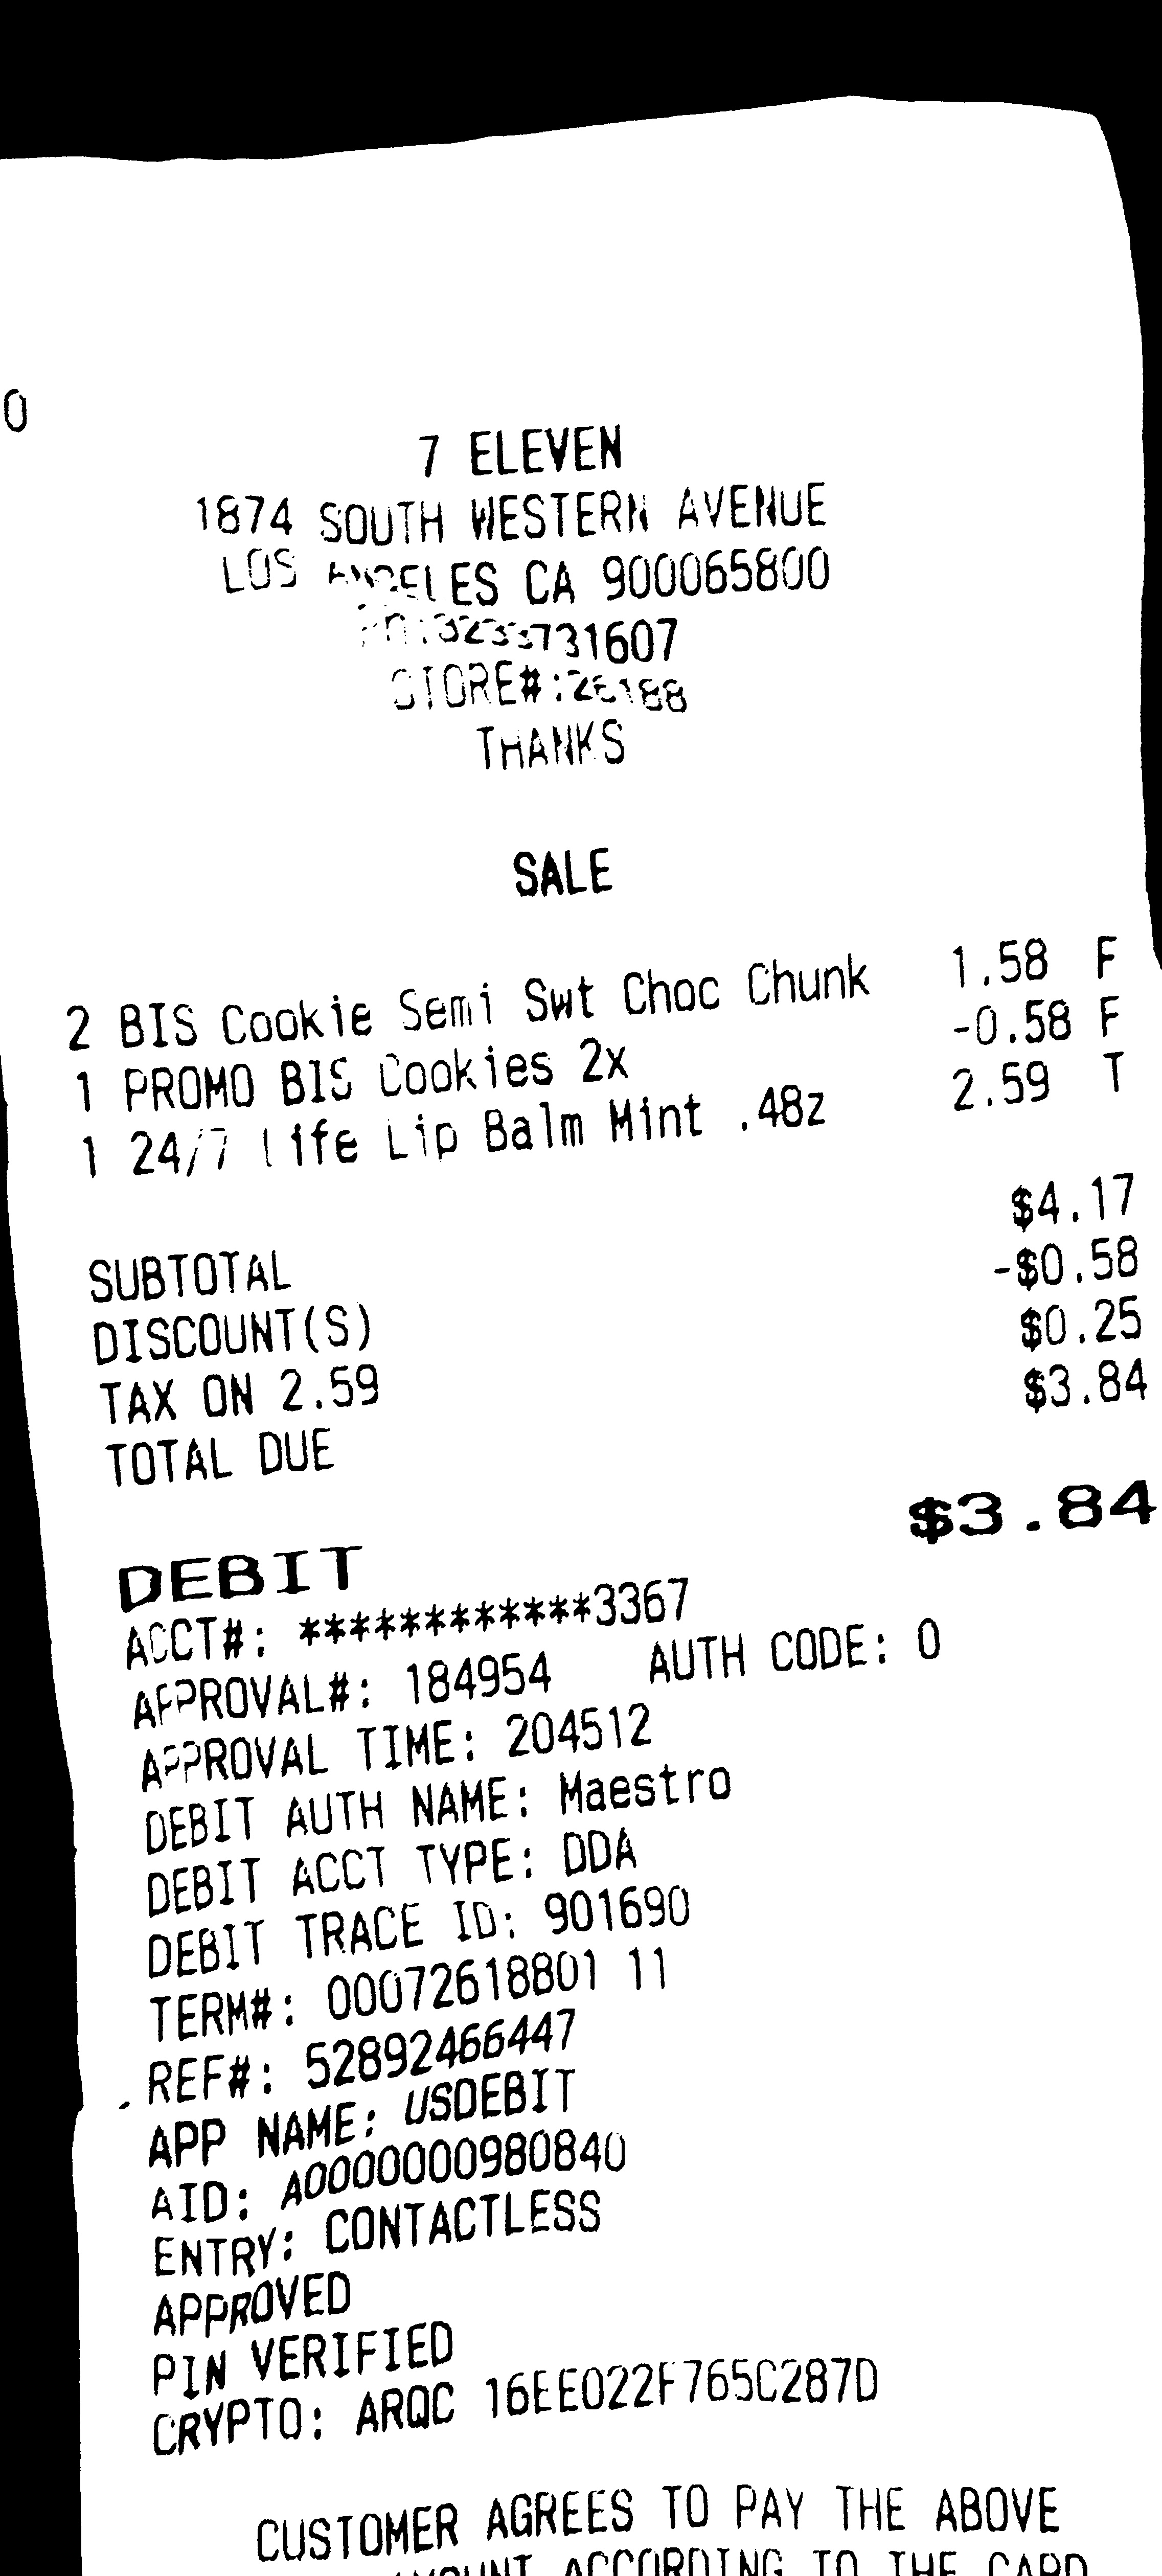 0
7 ELEVEN
1874 SOUTH WESTERN AVENUE
LOS ANGELES CA 900065800
STORE#:26188
THANKS
SALE
2 BIS Cookie Semi Swt Choc Chunk 1.58 F
1 PROMO BIS Cookies 2x -0.58 F
1 24/7 Life Lip Balm Mint .48z 2.59 T
SUBTOTAL $4.17
DISCOUNT(S) -$0.58
TAX ON 2.59 $0.25
TOTAL DUE $3.84
DEBIT $3.84
ACCT#: ************3367
APPROVAL#: 184954 AUTH CODE: 0
APPROVAL TIME: 204512
DEBIT AUTH NAME: Maestro
DEBIT ACCT TYPE: DDA
DEBIT TRACE ID: 901690
TERM#: 00072618801 11
REF#: 52892466447
APP NAME: USDEBIT
AID: A0000000980840
ENTRY: CONTACTLESS
APPROVED
PIN VERIFIED
CRYPTO: ARQC 16EE022F765C287D
CUSTOMER AGREES TO PAY THE ABOVE
AMOUNT ACCORDING TO THE CARD